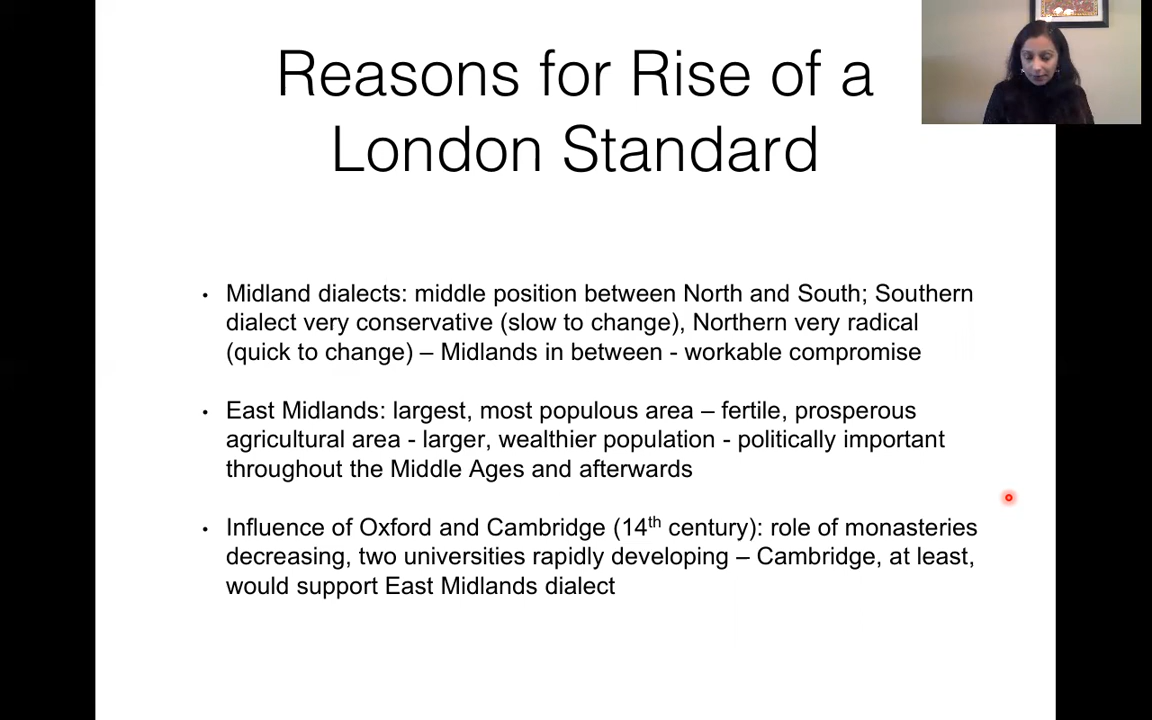 Reasons for Rise of a
London Standard
• Midland dialects: middle position between North and South; Southern
dialect very conservative (slow to change), Northern very radical
(quick to change) – Midlands in between - workable compromise
• East Midlands: largest, most populous area – fertile, prosperous
agricultural area - larger, wealthier population - politically important
throughout the Middle Ages and afterwards
• Influence of Oxford and Cambridge (14th century): role of monasteries
decreasing, two universities rapidly developing – Cambridge, at least,
would support East Midlands dialect